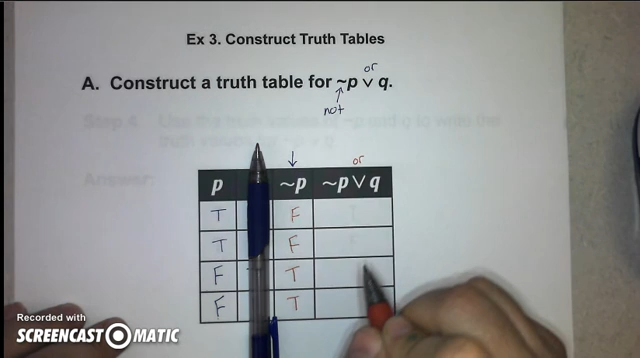 Ex 3. Construct Truth Tables
or
A. Construct a truth table for ~p ∨ q.
not
or
p ~p ~p ∨ q
T F
T F
F T
F T
Recorded with
SCREENCAST-O-MATIC